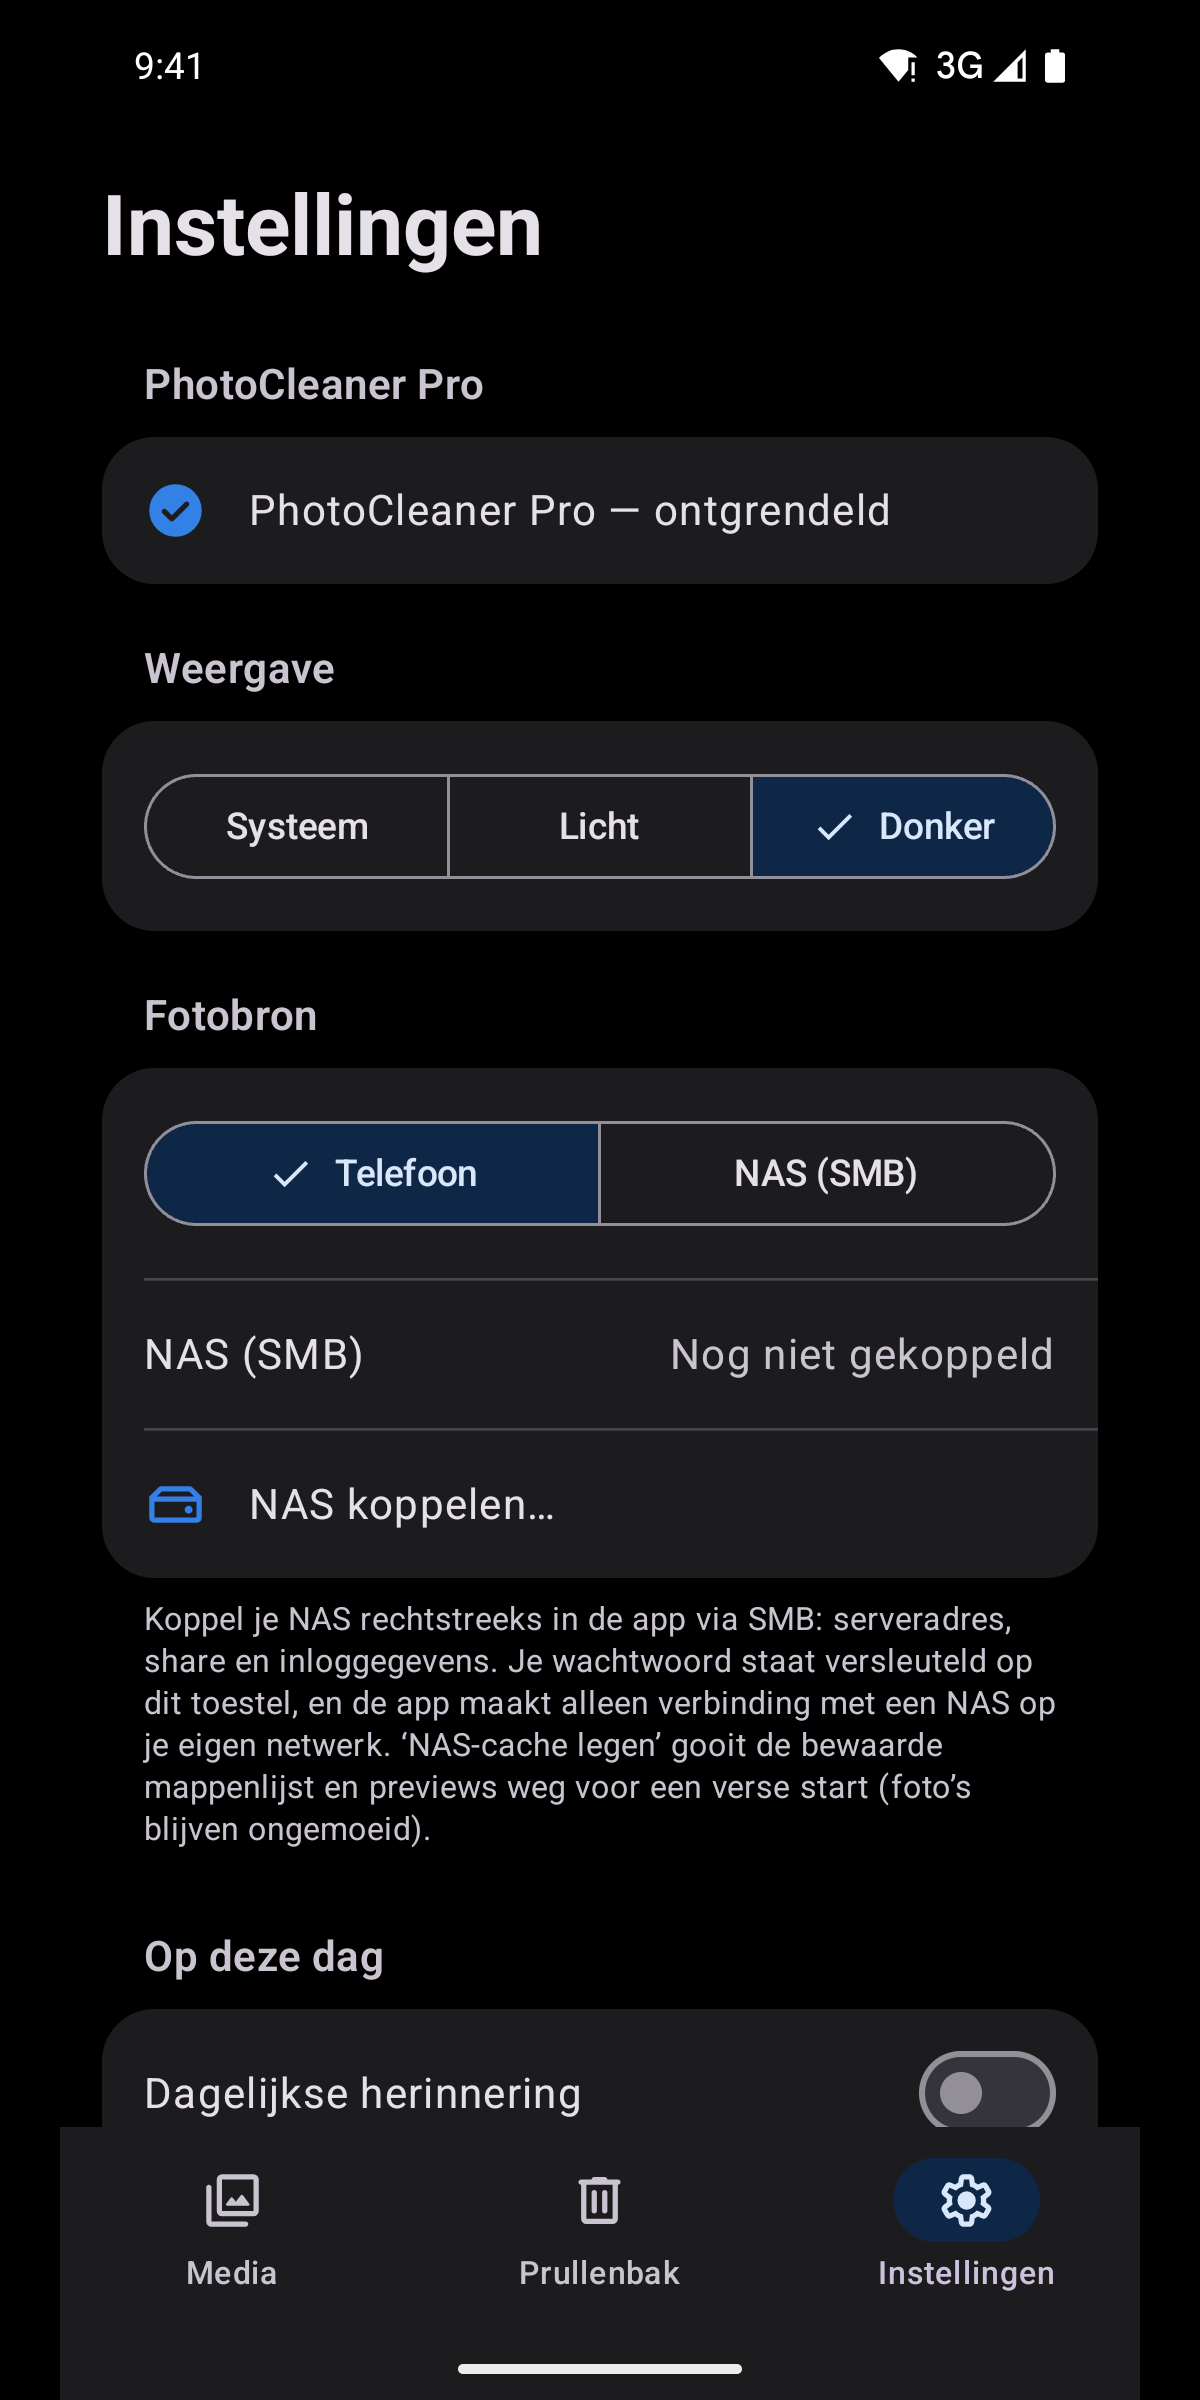 9:41
3G
Instellingen
PhotoCleaner Pro
PhotoCleaner Pro — ontgrendeld
Weergave
Systeem
Licht
Donker
Fotobron
Telefoon
NAS (SMB)
NAS (SMB)
Nog niet gekoppeld
NAS koppelen…
Koppel je NAS rechtstreeks in de app via SMB: serveradres,
share en inloggegevens. Je wachtwoord staat versleuteld op
dit toestel, en de app maakt alleen verbinding met een NAS op
je eigen netwerk. ‘NAS-cache legen’ gooit de bewaarde
mappenlijst en previews weg voor een verse start (foto’s
blijven ongemoeid).
Op deze dag
Dagelijkse herinnering
Media
Prullenbak
Instellingen